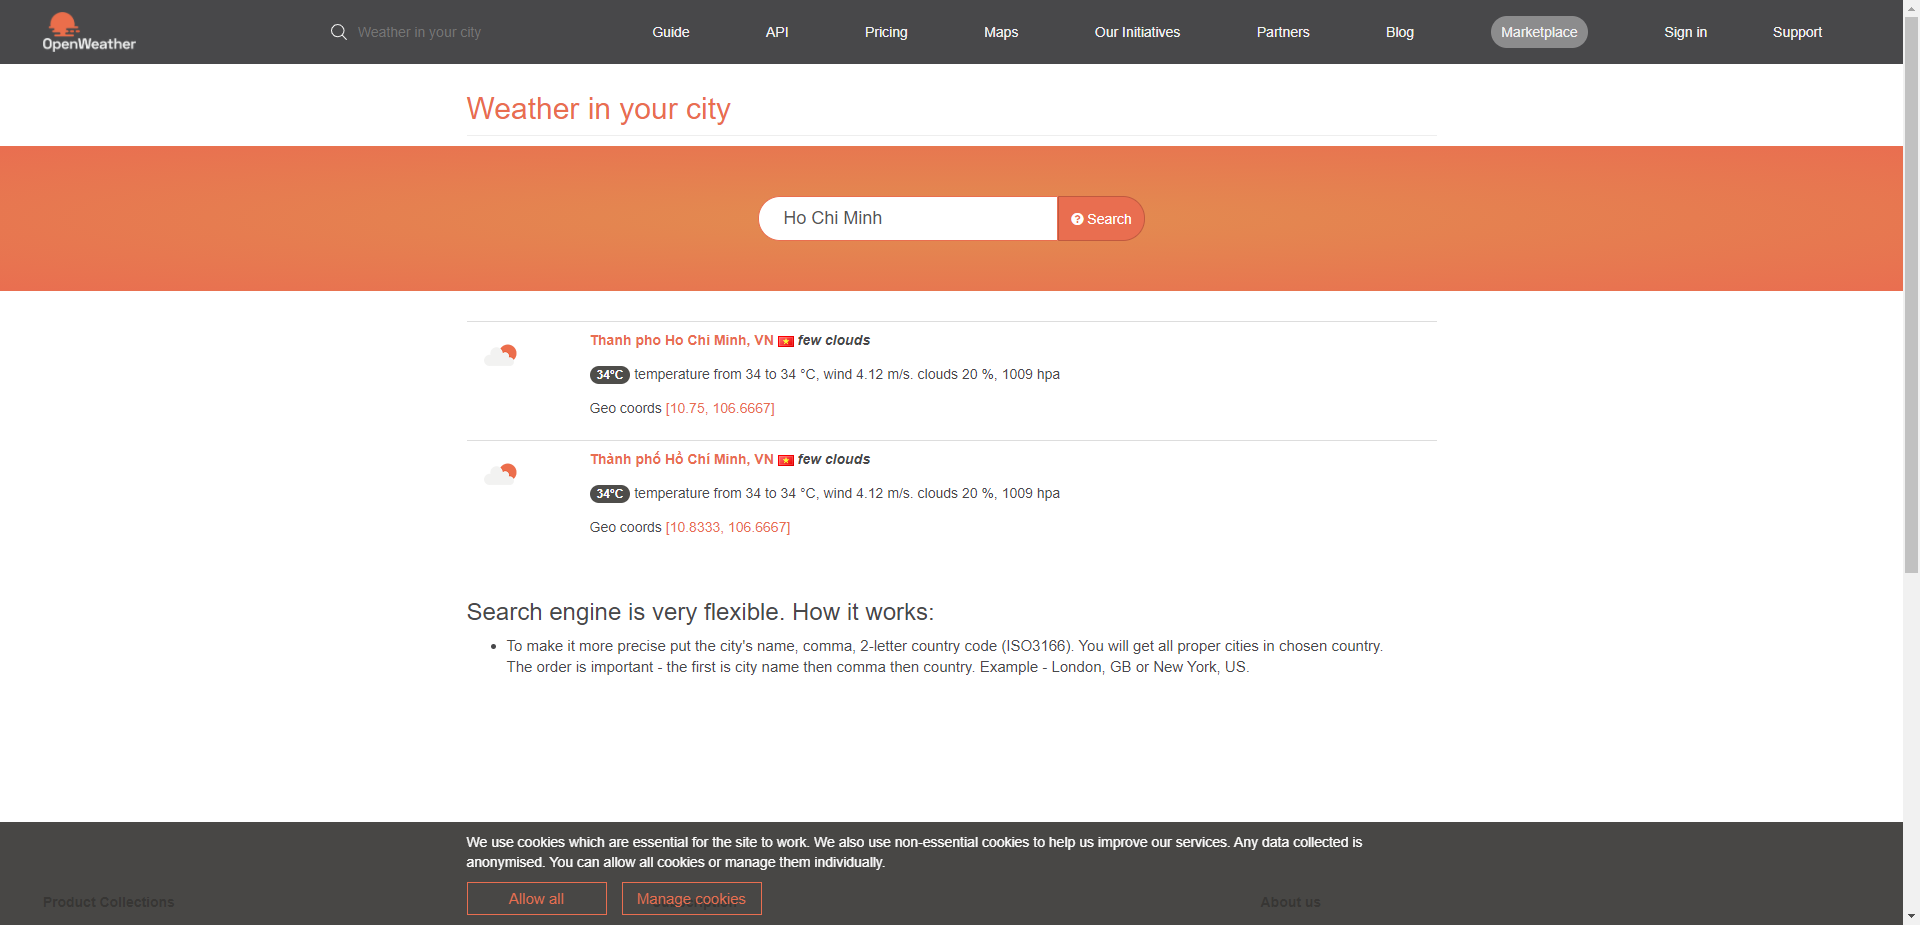 OpenWeather
Weather in your city
Guide
API
Pricing
Maps
Our Initiatives
Partners
Blog
Marketplace
Sign in
Support
Weather in your city
Ho Chi Minh
Search
Thanh pho Ho Chi Minh, VN few clouds
34°C temperature from 34 to 34 °C, wind 4.12 m/s. clouds 20 %, 1009 hpa
Geo coords [10.75, 106.6667]
Thành phố Hồ Chí Minh, VN few clouds
34°C temperature from 34 to 34 °C, wind 4.12 m/s. clouds 20 %, 1009 hpa
Geo coords [10.8333, 106.6667]
Search engine is very flexible. How it works:
• To make it more precise put the city's name, comma, 2-letter country code (ISO3166). You will get all proper cities in chosen country.
The order is important - the first is city name then comma then country. Example - London, GB or New York, US.
We use cookies which are essential for the site to work. We also use non-essential cookies to help us improve our services. Any data collected is
anonymised. You can allow all cookies or manage them individually.
Allow all
Manage cookies
Product Collections
About us